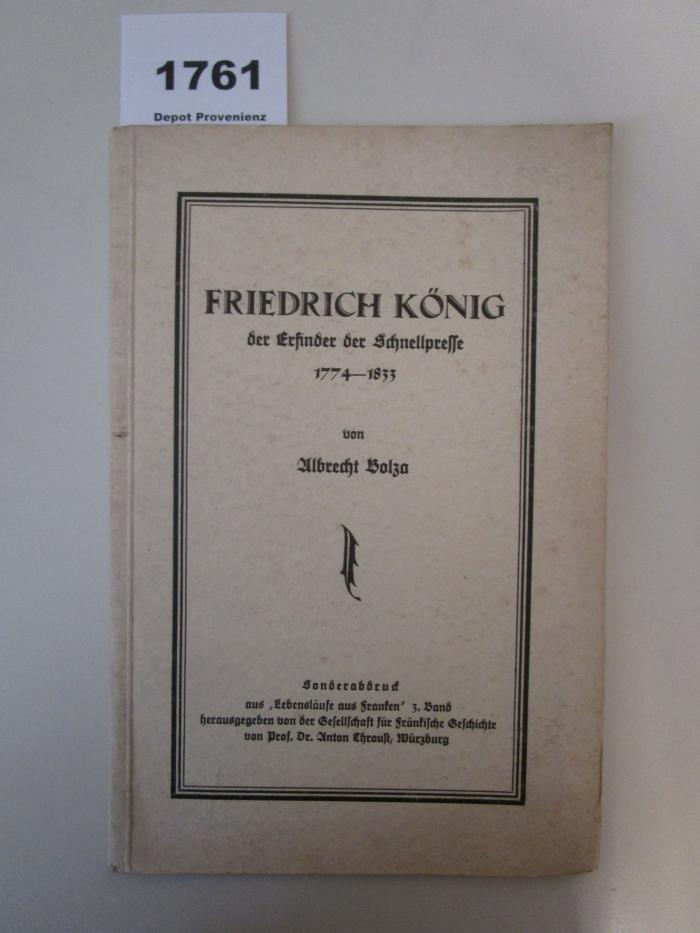 1761
Depot Provenienz
FRIEDRICH KÖNIG
der Erfinder der Schnellpresse
1774—1833
von
Albrecht Bolza
Sonderabdruck
aus „Lebensläufe aus Franken“ 3. Band
herausgegeben von der Gesellschaft für Fränkische Geschichte
von Prof. Dr. Anton Chroust, Würzburg